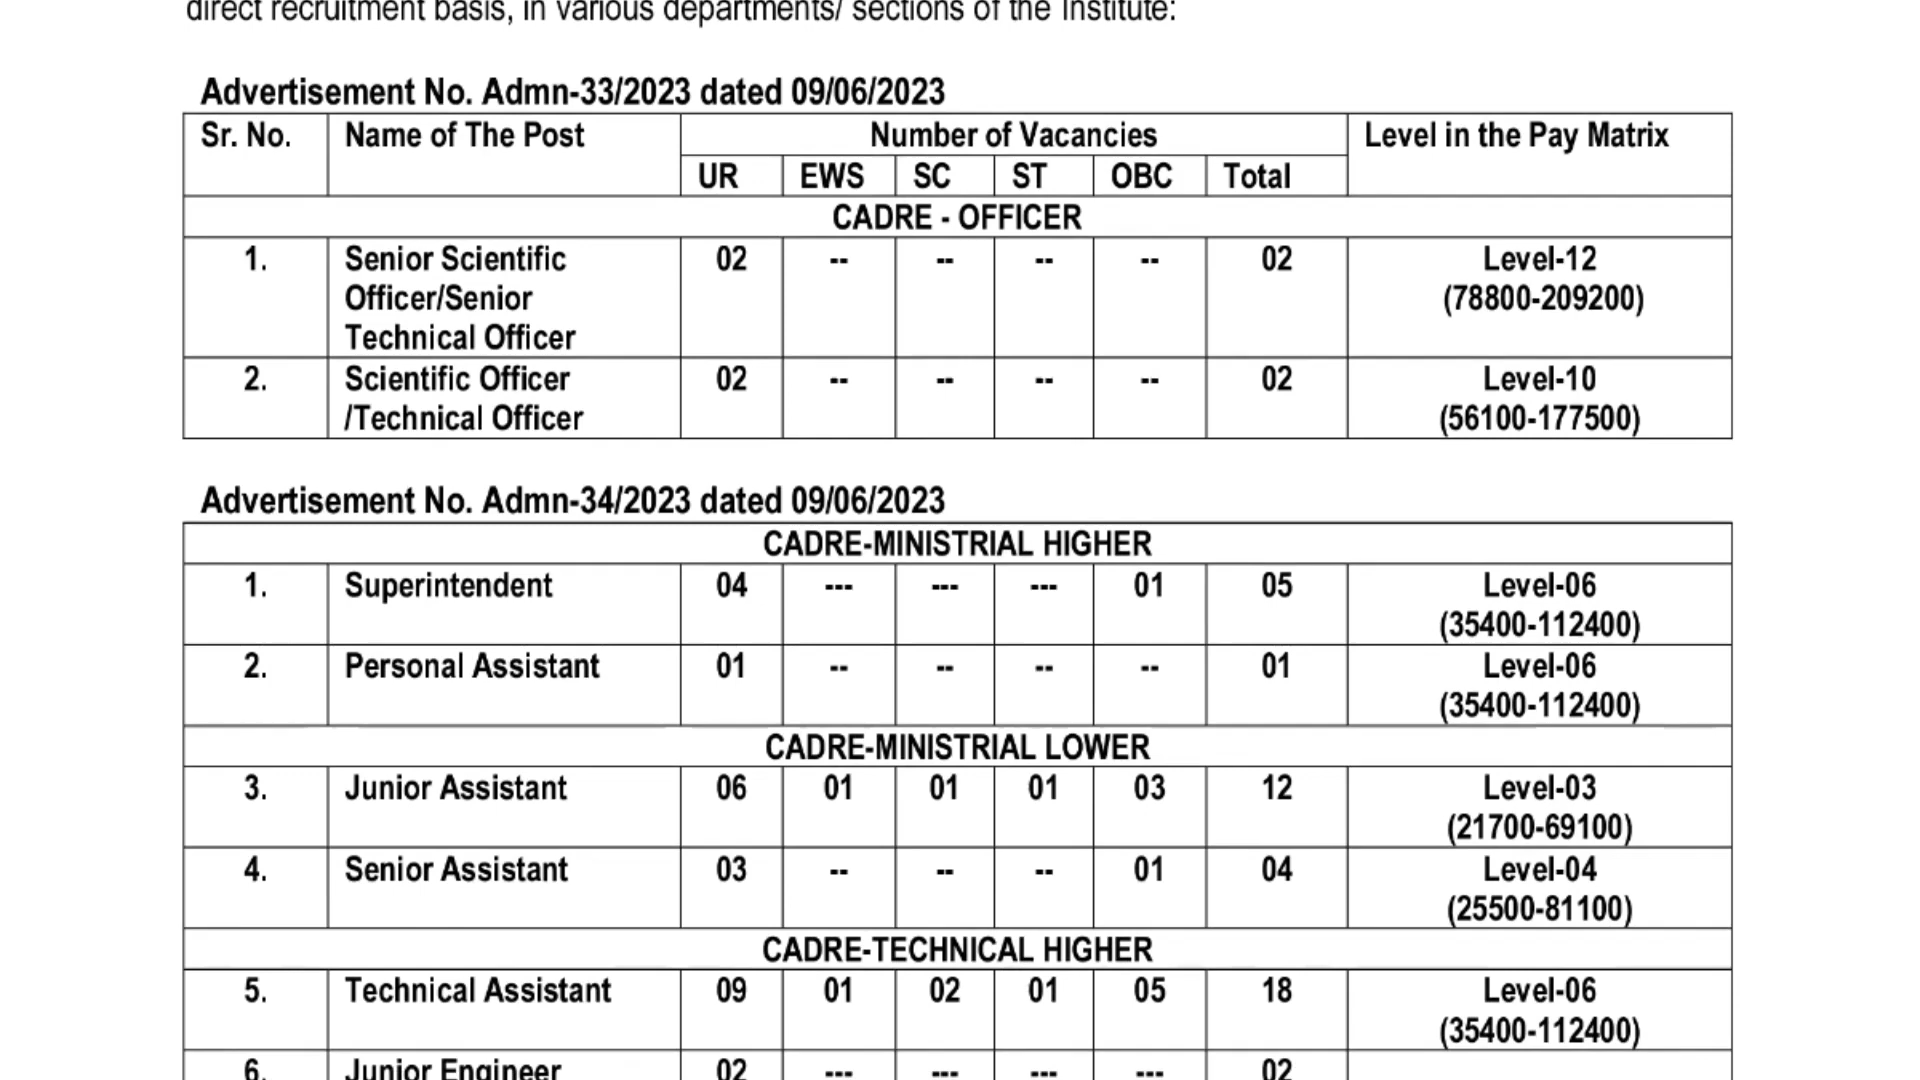 direct recruitment basis, in various departments/ sections of the Institute:
Advertisement No. Admn-33/2023 dated 09/06/2023
Sr. No. Name of The Post Number of Vacancies Level in the Pay Matrix
UR EWS SC ST OBC Total
CADRE - OFFICER
1. Senior Scientific 02 -- -- -- -- 02 Level-12
Officer/Senior (78800-209200)
Technical Officer
2. Scientific Officer 02 -- -- -- -- 02 Level-10
/Technical Officer (56100-177500)
Advertisement No. Admn-34/2023 dated 09/06/2023
CADRE-MINISTRIAL HIGHER
1. Superintendent 04 --- --- --- 01 05 Level-06
(35400-112400)
2. Personal Assistant 01 -- -- -- -- 01 Level-06
(35400-112400)
CADRE-MINISTRIAL LOWER
3. Junior Assistant 06 01 01 01 03 12 Level-03
(21700-69100)
4. Senior Assistant 03 -- -- -- 01 04 Level-04
(25500-81100)
CADRE-TECHNICAL HIGHER
5. Technical Assistant 09 01 02 01 05 18 Level-06
(35400-112400)
6. Junior Engineer 02 --- --- --- --- 02